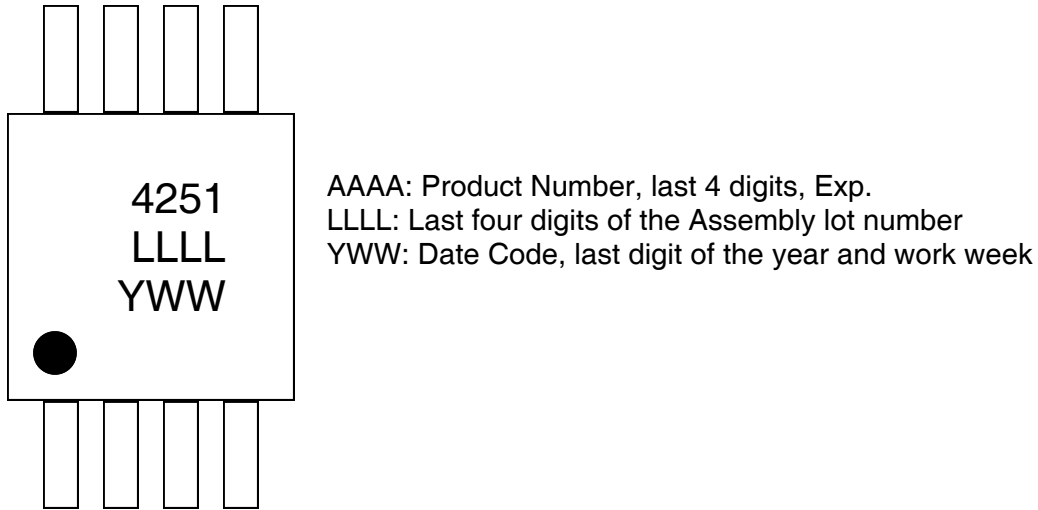 4251
LLLL
YWW
AAAA: Product Number, last 4 digits, Exp.
LLLL: Last four digits of the Assembly lot number
YWW: Date Code, last digit of the year and work week